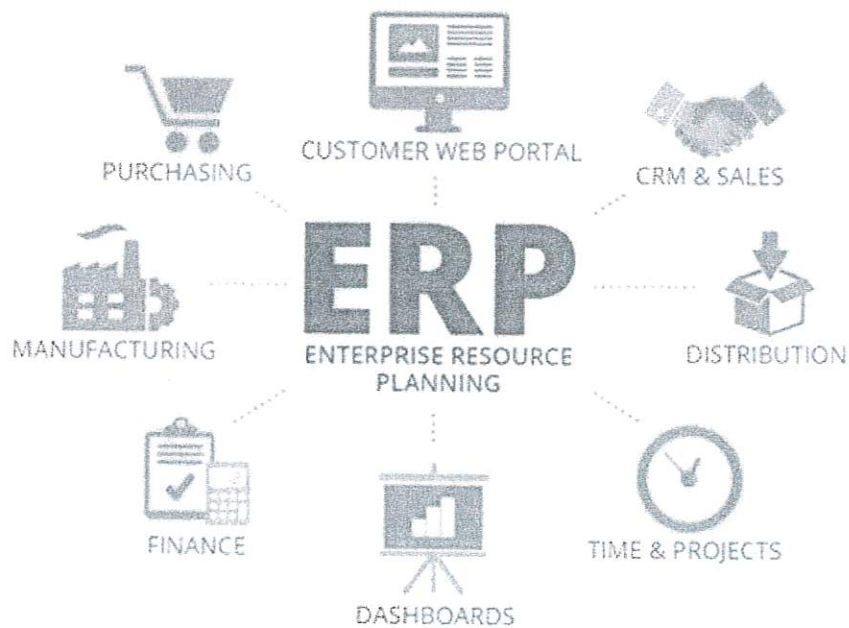 CUSTOMER WEB PORTAL
PURCHASING
CRM & SALES
ERP
ENTERPRISE RESOURCE
PLANNING
MANUFACTURING
DISTRIBUTION
FINANCE
TIME & PROJECTS
DASHBOARDS